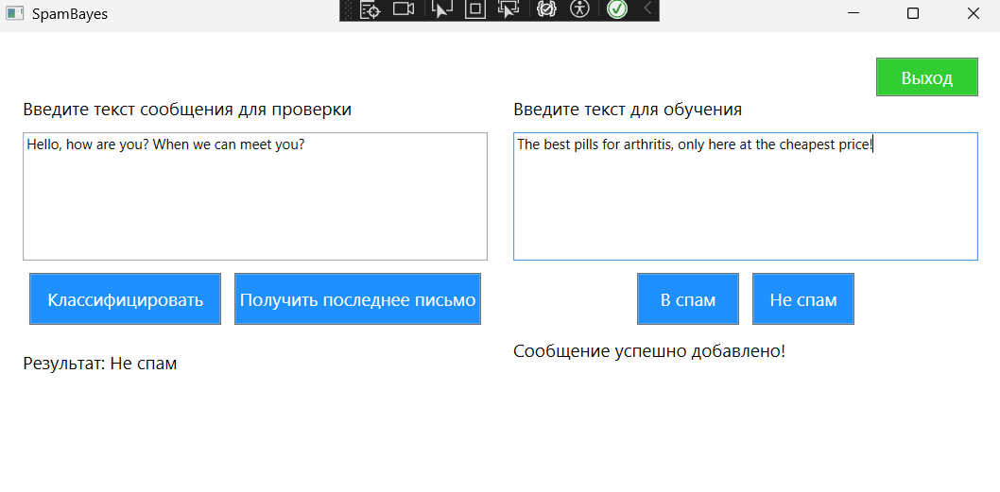 SpamBayes
Выход
Введите текст сообщения для проверки
Hello, how are you? When we can meet you?
Классифицировать
Получить последнее письмо
Результат: Не спам
Введите текст для обучения
The best pills for arthritis, only here at the cheapest price!
В спам
Не спам
Сообщение успешно добавлено!